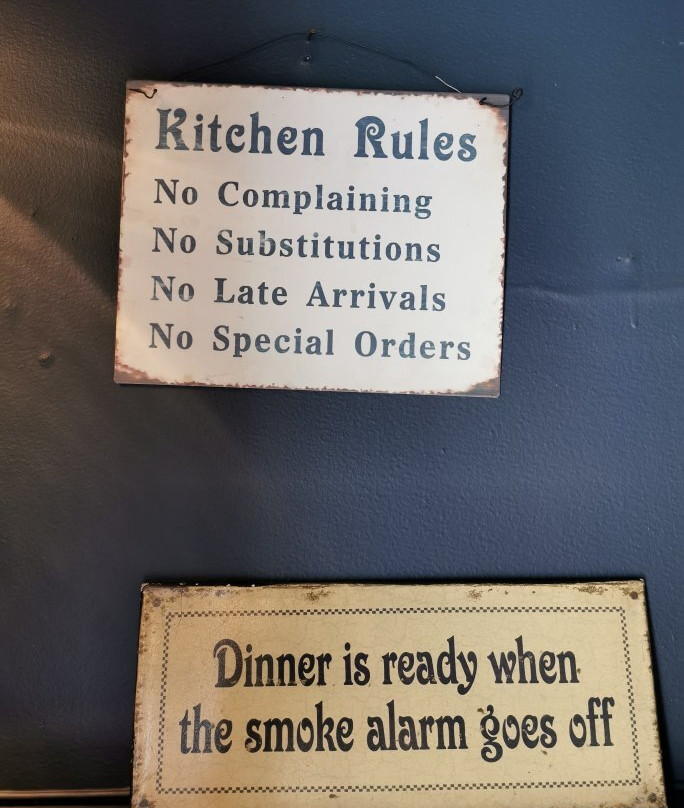 Kitchen Rules
No Complaining
No Substitutions
No Late Arrivals
No Special Orders
Dinner is ready when
the smoke alarm goes off